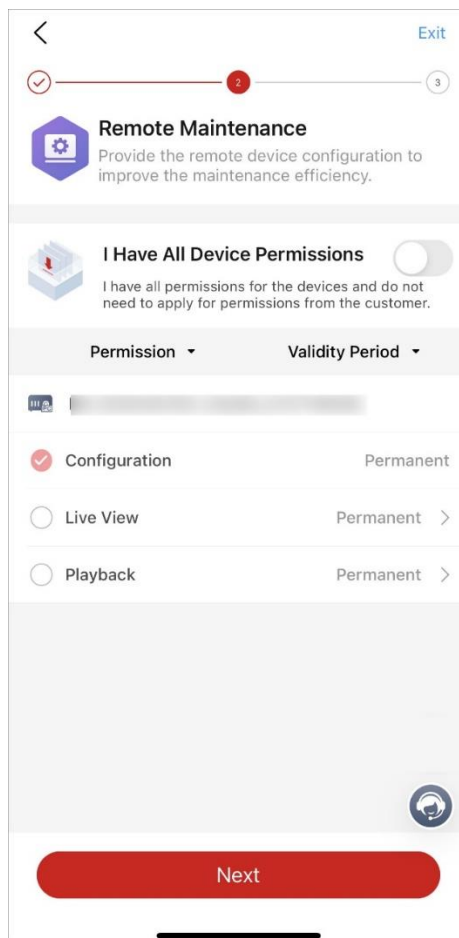 Exit
2
3
Remote Maintenance
Provide the remote device configuration to
improve the maintenance efficiency.
I Have All Device Permissions
I have all permissions for the devices and do not
need to apply for permissions from the customer.
Permission Validity Period
Configuration Permanent
Live View Permanent
Playback Permanent
Next